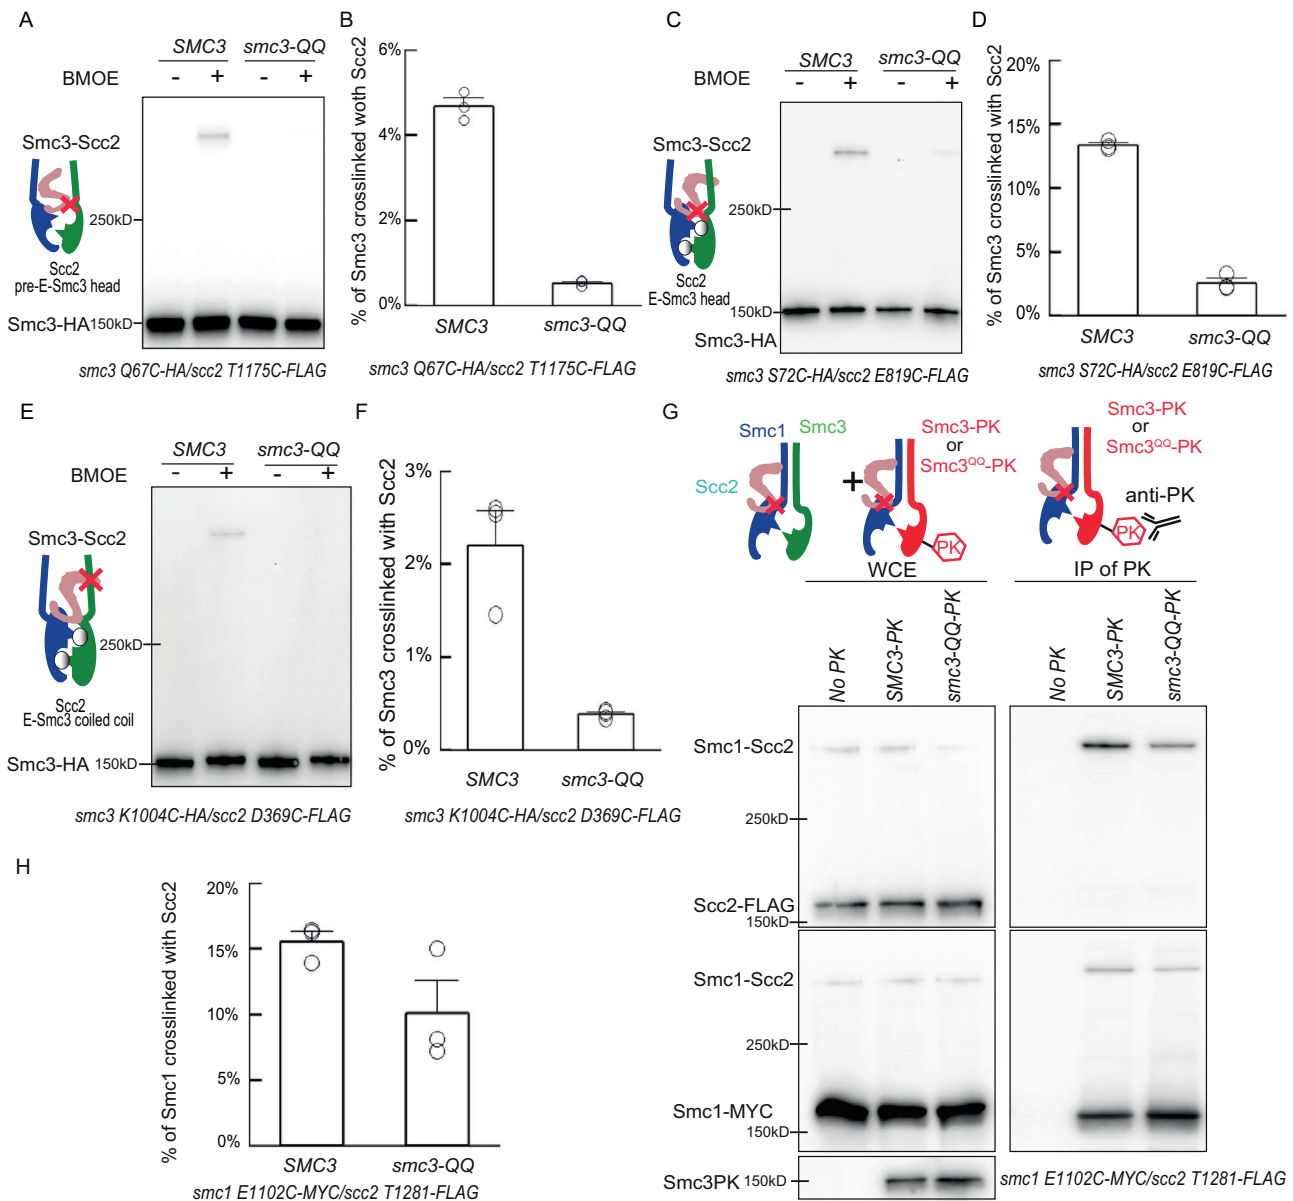 A
SMC3 smc3-QQ
BMOE - + - +
Smc3-Scc2
250kD
Scc2
pre-E-Smc3 head
Smc3-HA 150kD
smc3 Q67C-HA/scc2 T1175C-FLAG
B
% of Smc3 crosslinked woth Scc2
6%
4%
2%
0%
SMC3 smc3-QQ
smc3 Q67C-HA/scc2 T1175C-FLAG
C
SMC3 smc3-QQ
BMOE - + - +
Smc3-Scc2
250kD
Scc2
E-Smc3 head
150kD
Smc3-HA
smc3 S72C-HA/scc2 E819C-FLAG
D
% of Smc3 crosslinked with Scc2
20%
15%
10%
5%
0%
SMC3 smc3-QQ
smc3 S72C-HA/scc2 E819C-FLAG
E
SMC3 smc3-QQ
BMOE - + - +
Smc3-Scc2
250kD
Scc2
E-Smc3 coiled coil
Smc3-HA 150kD
smc3 K1004C-HA/scc2 D369C-FLAG
F
% of Smc3 crosslinked with Scc2
3%
2%
1%
0%
SMC3 smc3-QQ
smc3 K1004C-HA/scc2 D369C-FLAG
G
Smc1 Smc3
Scc2
+
Smc3-PK
or
Smc3QQ-PK
PK
Smc3-PK
or
Smc3QQ-PK
anti-PK
PK
WCE IP of PK
No PK SMC3-PK smc3-QQ-PK No PK SMC3-PK smc3-QQ-PK
Smc1-Scc2
250kD
Scc2-FLAG
150kD
Smc1-Scc2
250kD
Smc1-MYC
150kD
Smc3PK 150kD
smc1 E1102C-MYC/scc2 T1281-FLAG
H
% of Smc1 crosslinked with Scc2
20%
15%
10%
5%
0%
SMC3 smc3-QQ
smc1 E1102C-MYC/scc2 T1281-FLAG